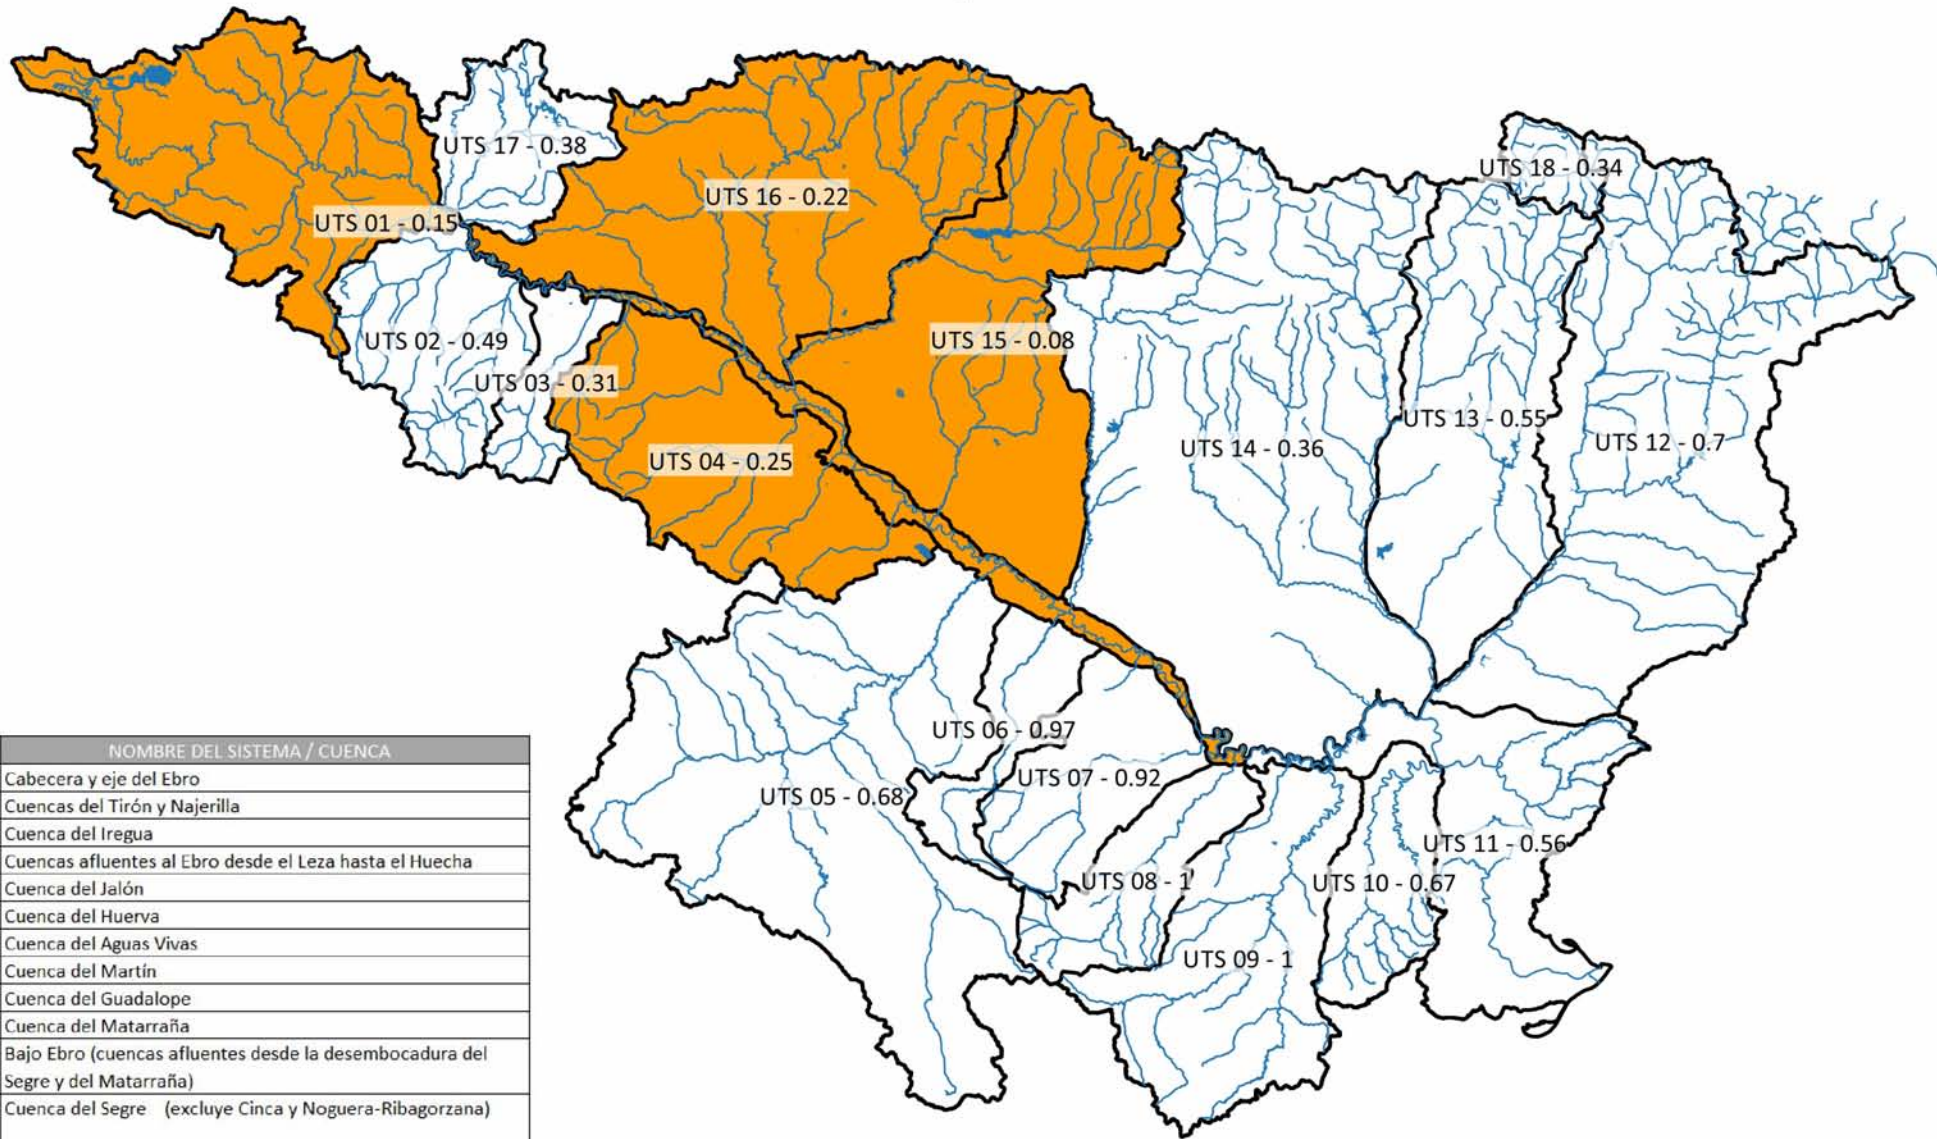 UTS 17 - 0.38
UTS 18 - 0.34
UTS 16 - 0.22
UTS 01 - 0.15
UTS 02 - 0.49
UTS 15 - 0.08
UTS 03 - 0.31
UTS 13 - 0.55
UTS 12 - 0.7
UTS 14 - 0.36
UTS 04 - 0.25
UTS 06 - 0.97
UTS 07 - 0.92
UTS 05 - 0.68
UTS 11 - 0.56
UTS 08 - 1
UTS 10 - 0.67
UTS 09 - 1
NOMBRE DEL SISTEMA / CUENCA
Cabecera y eje del Ebro
Cuencas del Tirón y Najerilla
Cuenca del Iregua
Cuencas afluentes al Ebro desde el Leza hasta el Huecha
Cuenca del Jalón
Cuenca del Huerva
Cuenca del Aguas Vivas
Cuenca del Martín
Cuenca del Guadalope
Cuenca del Matarraña
Bajo Ebro (cuencas afluentes desde la desembocadura del
Segre y del Matarraña)
Cuenca del Segre (excluye Cinca y Noguera-Ribagorzana)